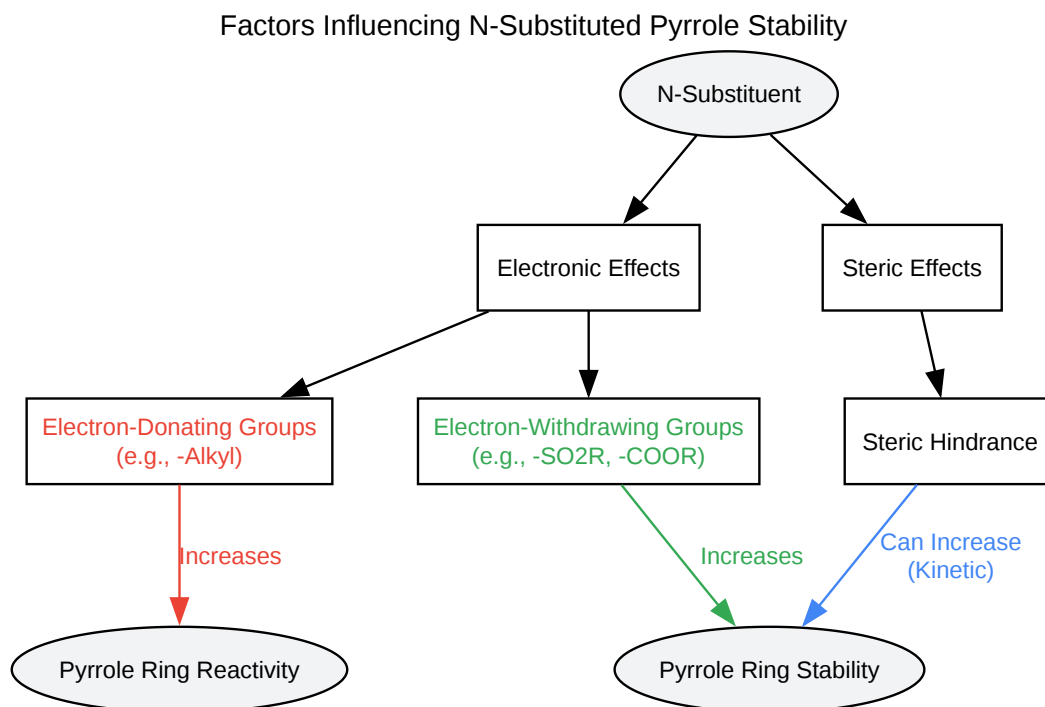 Factors Influencing N-Substituted Pyrrole Stability
N-Substituent
Electronic Effects
Steric Effects
Electron-Donating Groups
(e.g., -Alkyl)
Electron-Withdrawing Groups
(e.g., -SO2R, -COOR)
Steric Hindrance
Increases
Increases
Can Increase
(Kinetic)
Pyrrole Ring Reactivity
Pyrrole Ring Stability